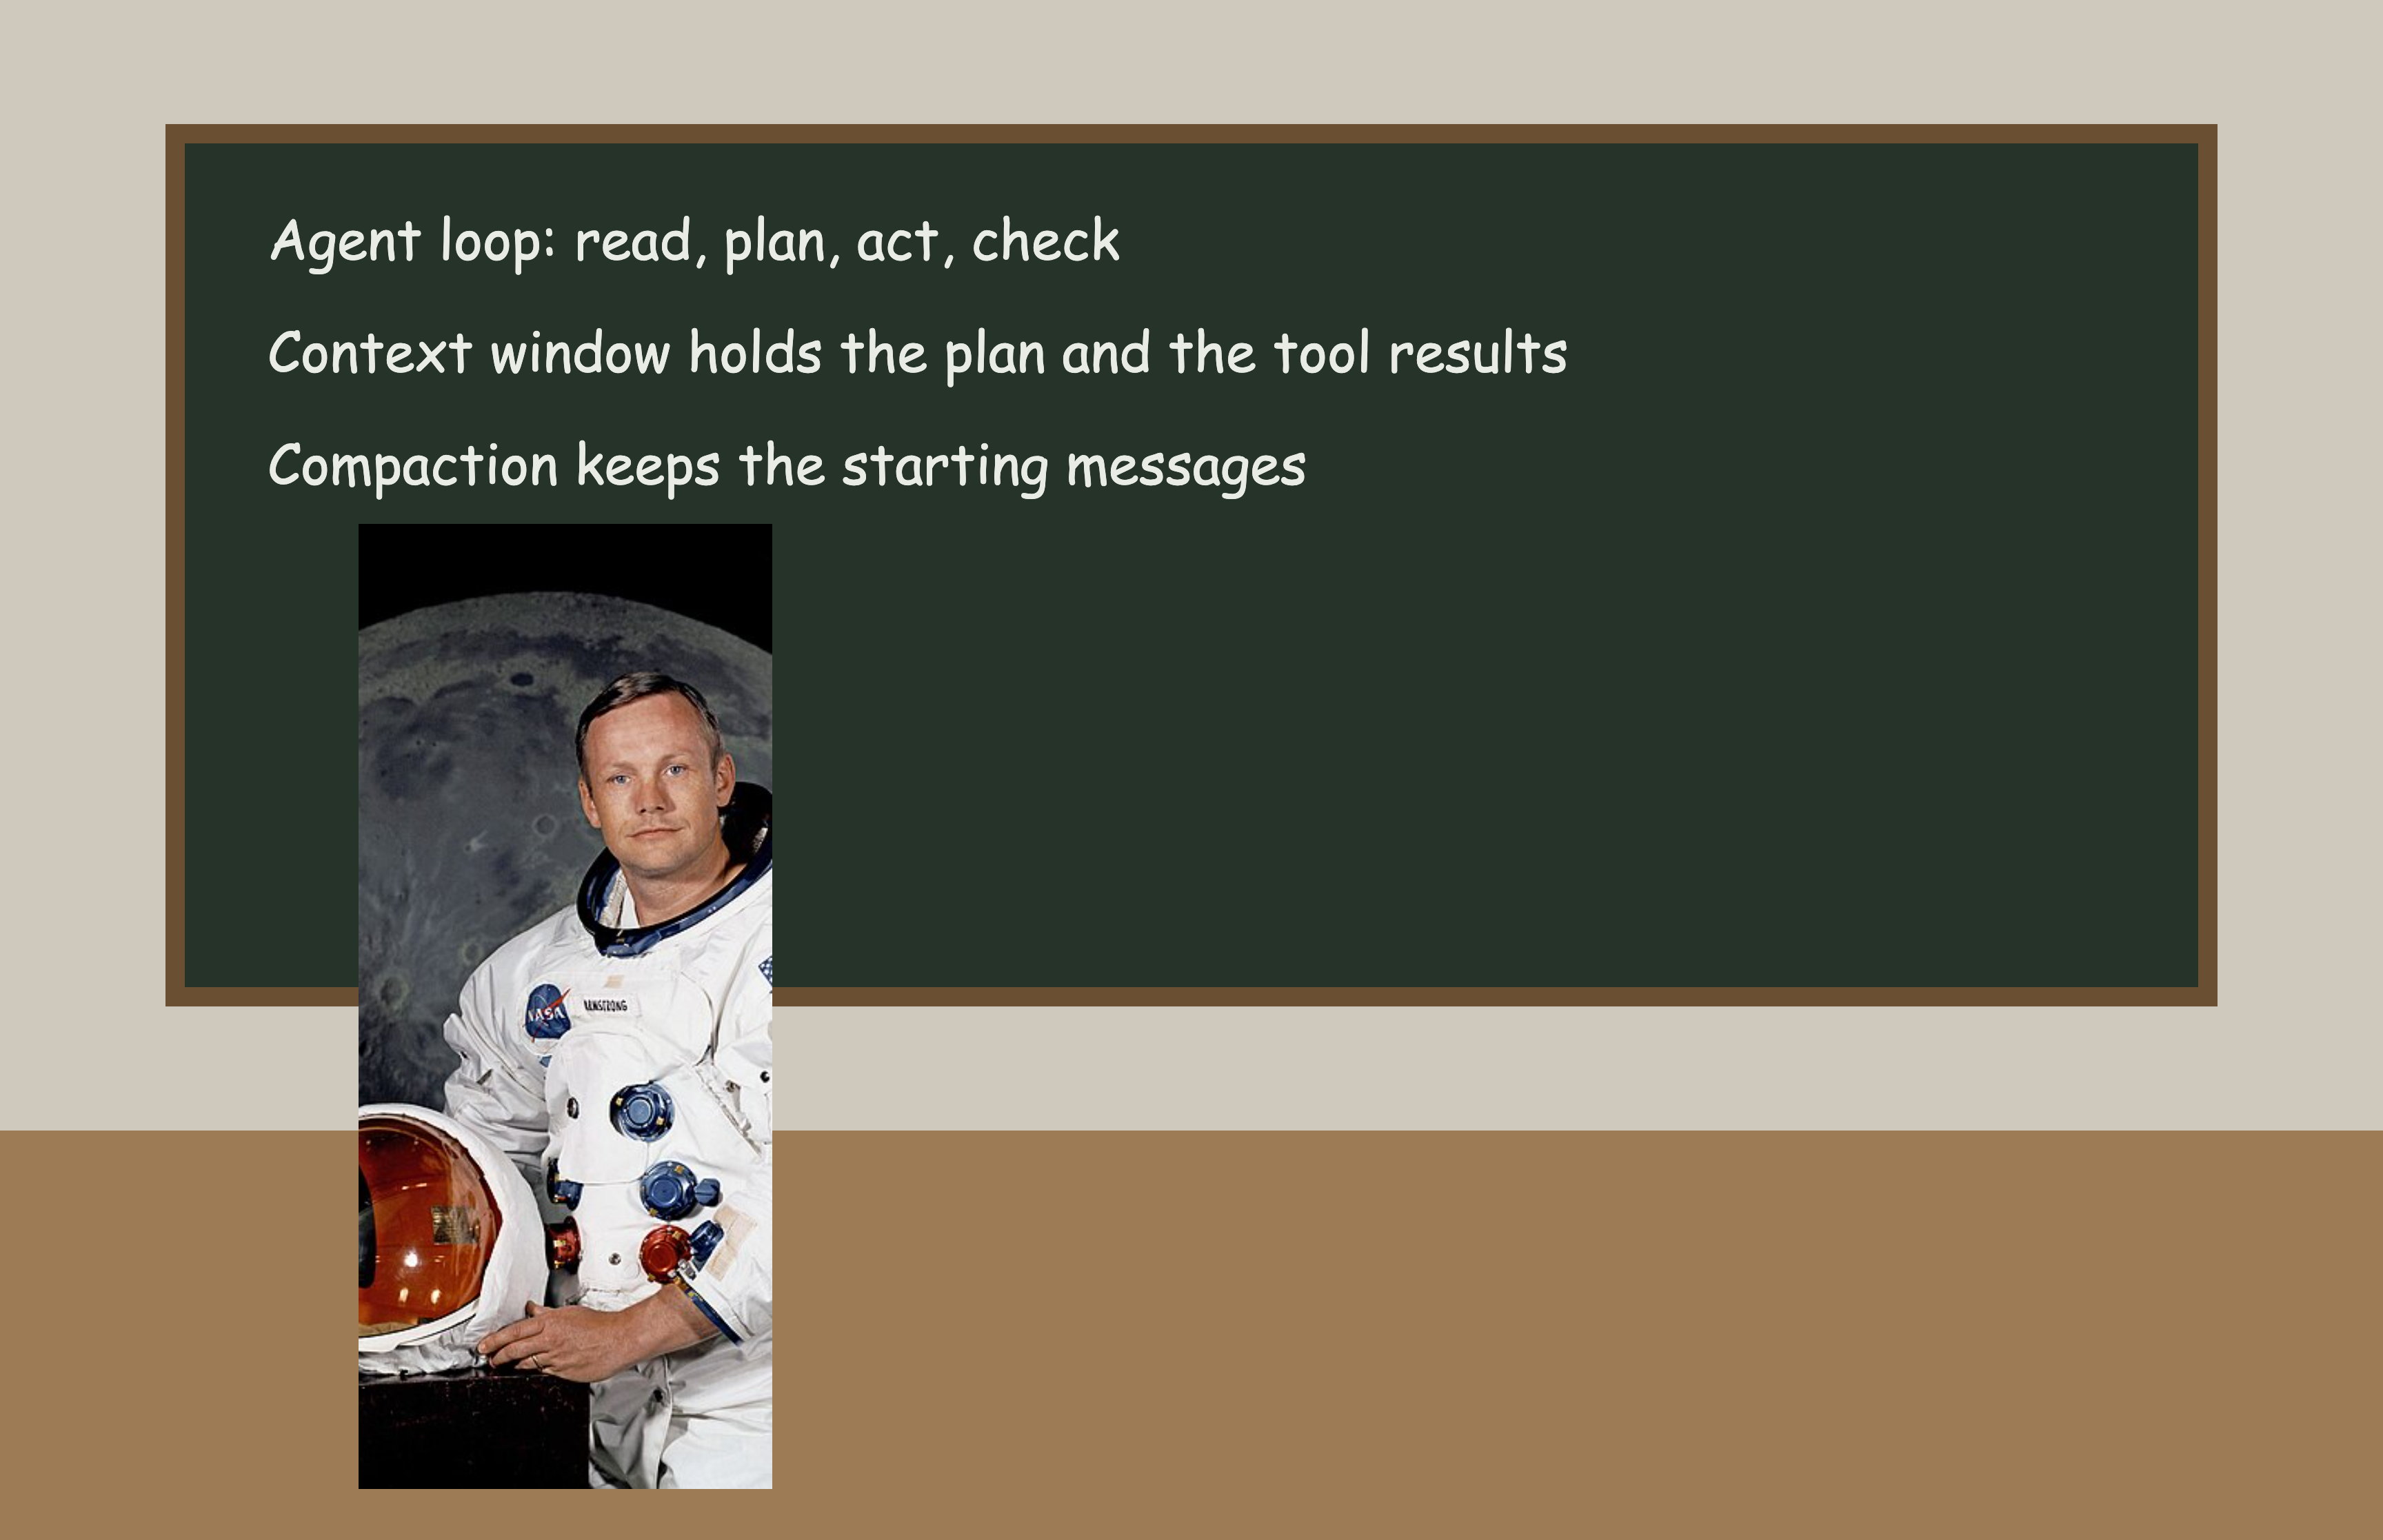 Agent loop: read, plan, act, check
Context window holds the plan and the tool results
Compaction keeps the starting messages
NASA
ARMSTRONG